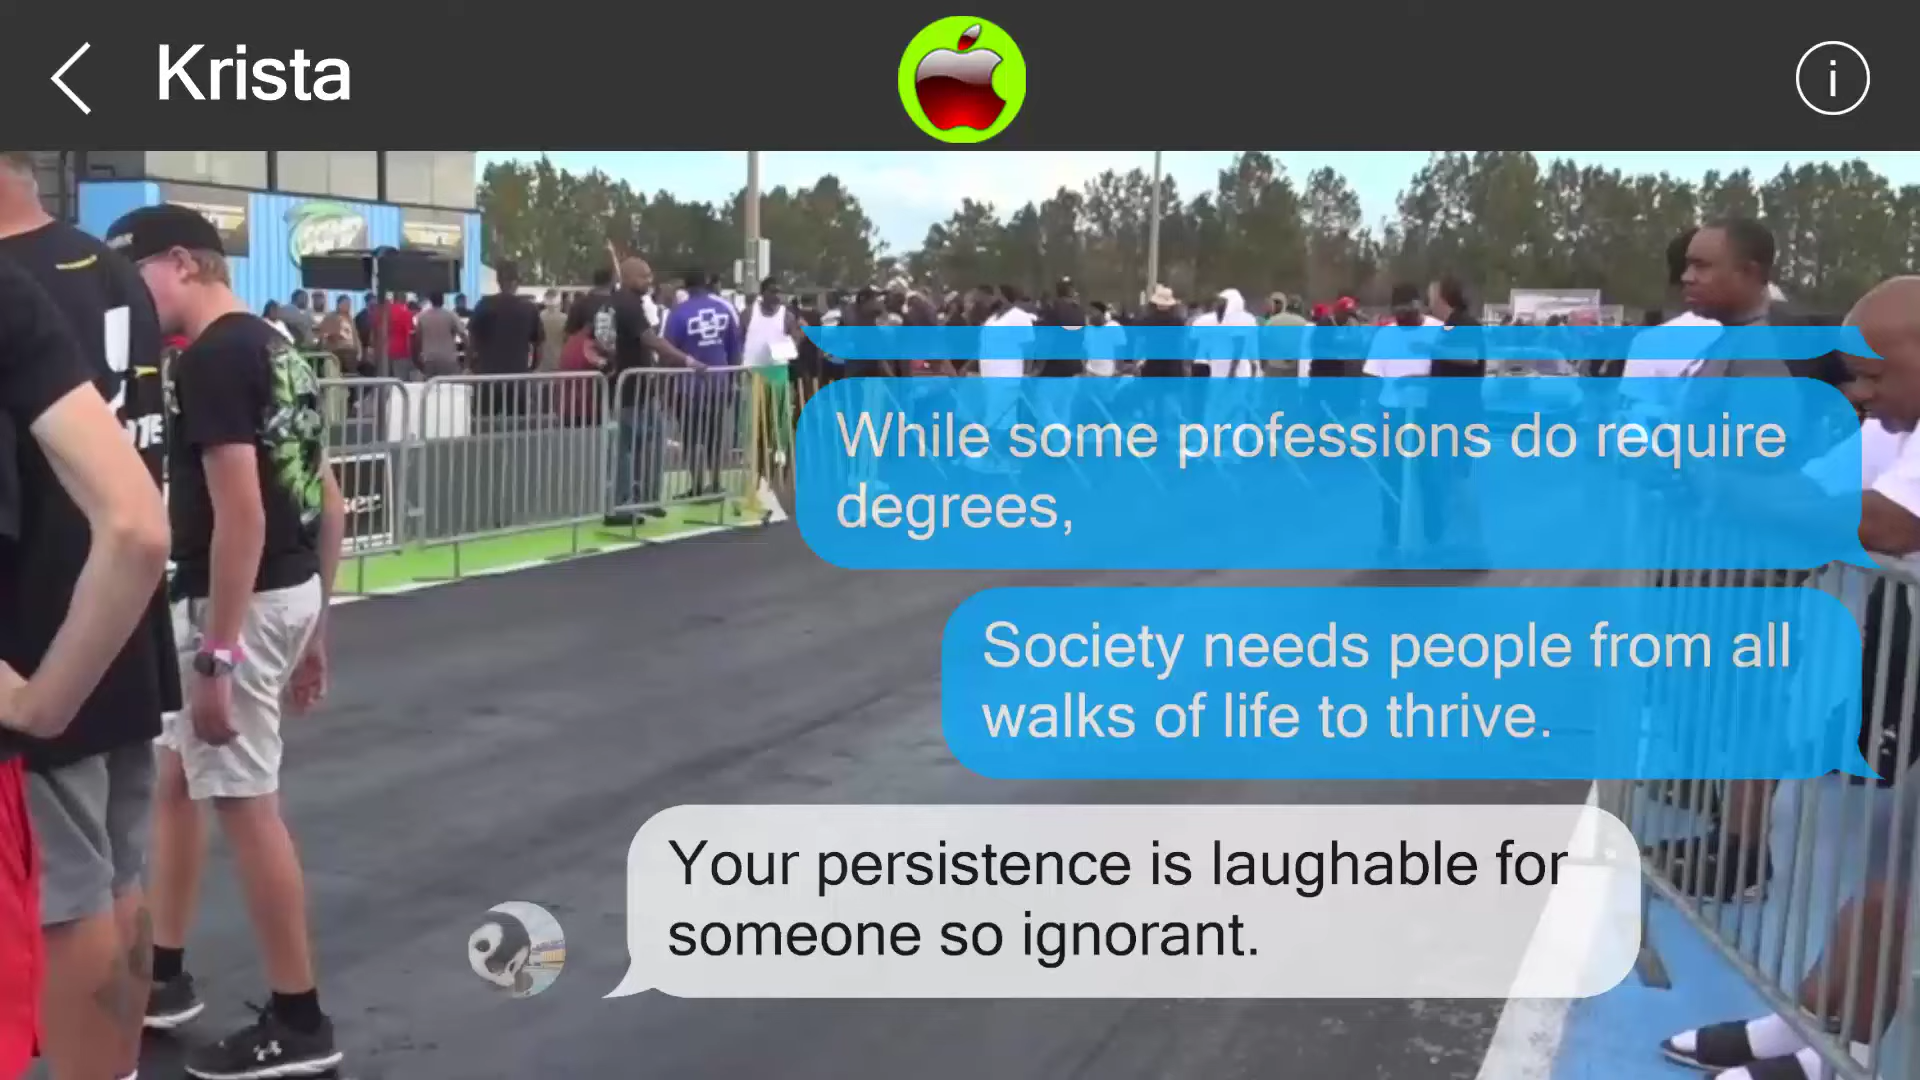 Krista
i
While some professions do require
degrees,
Society needs people from all
walks of life to thrive.
Your persistence is laughable for
someone so ignorant.